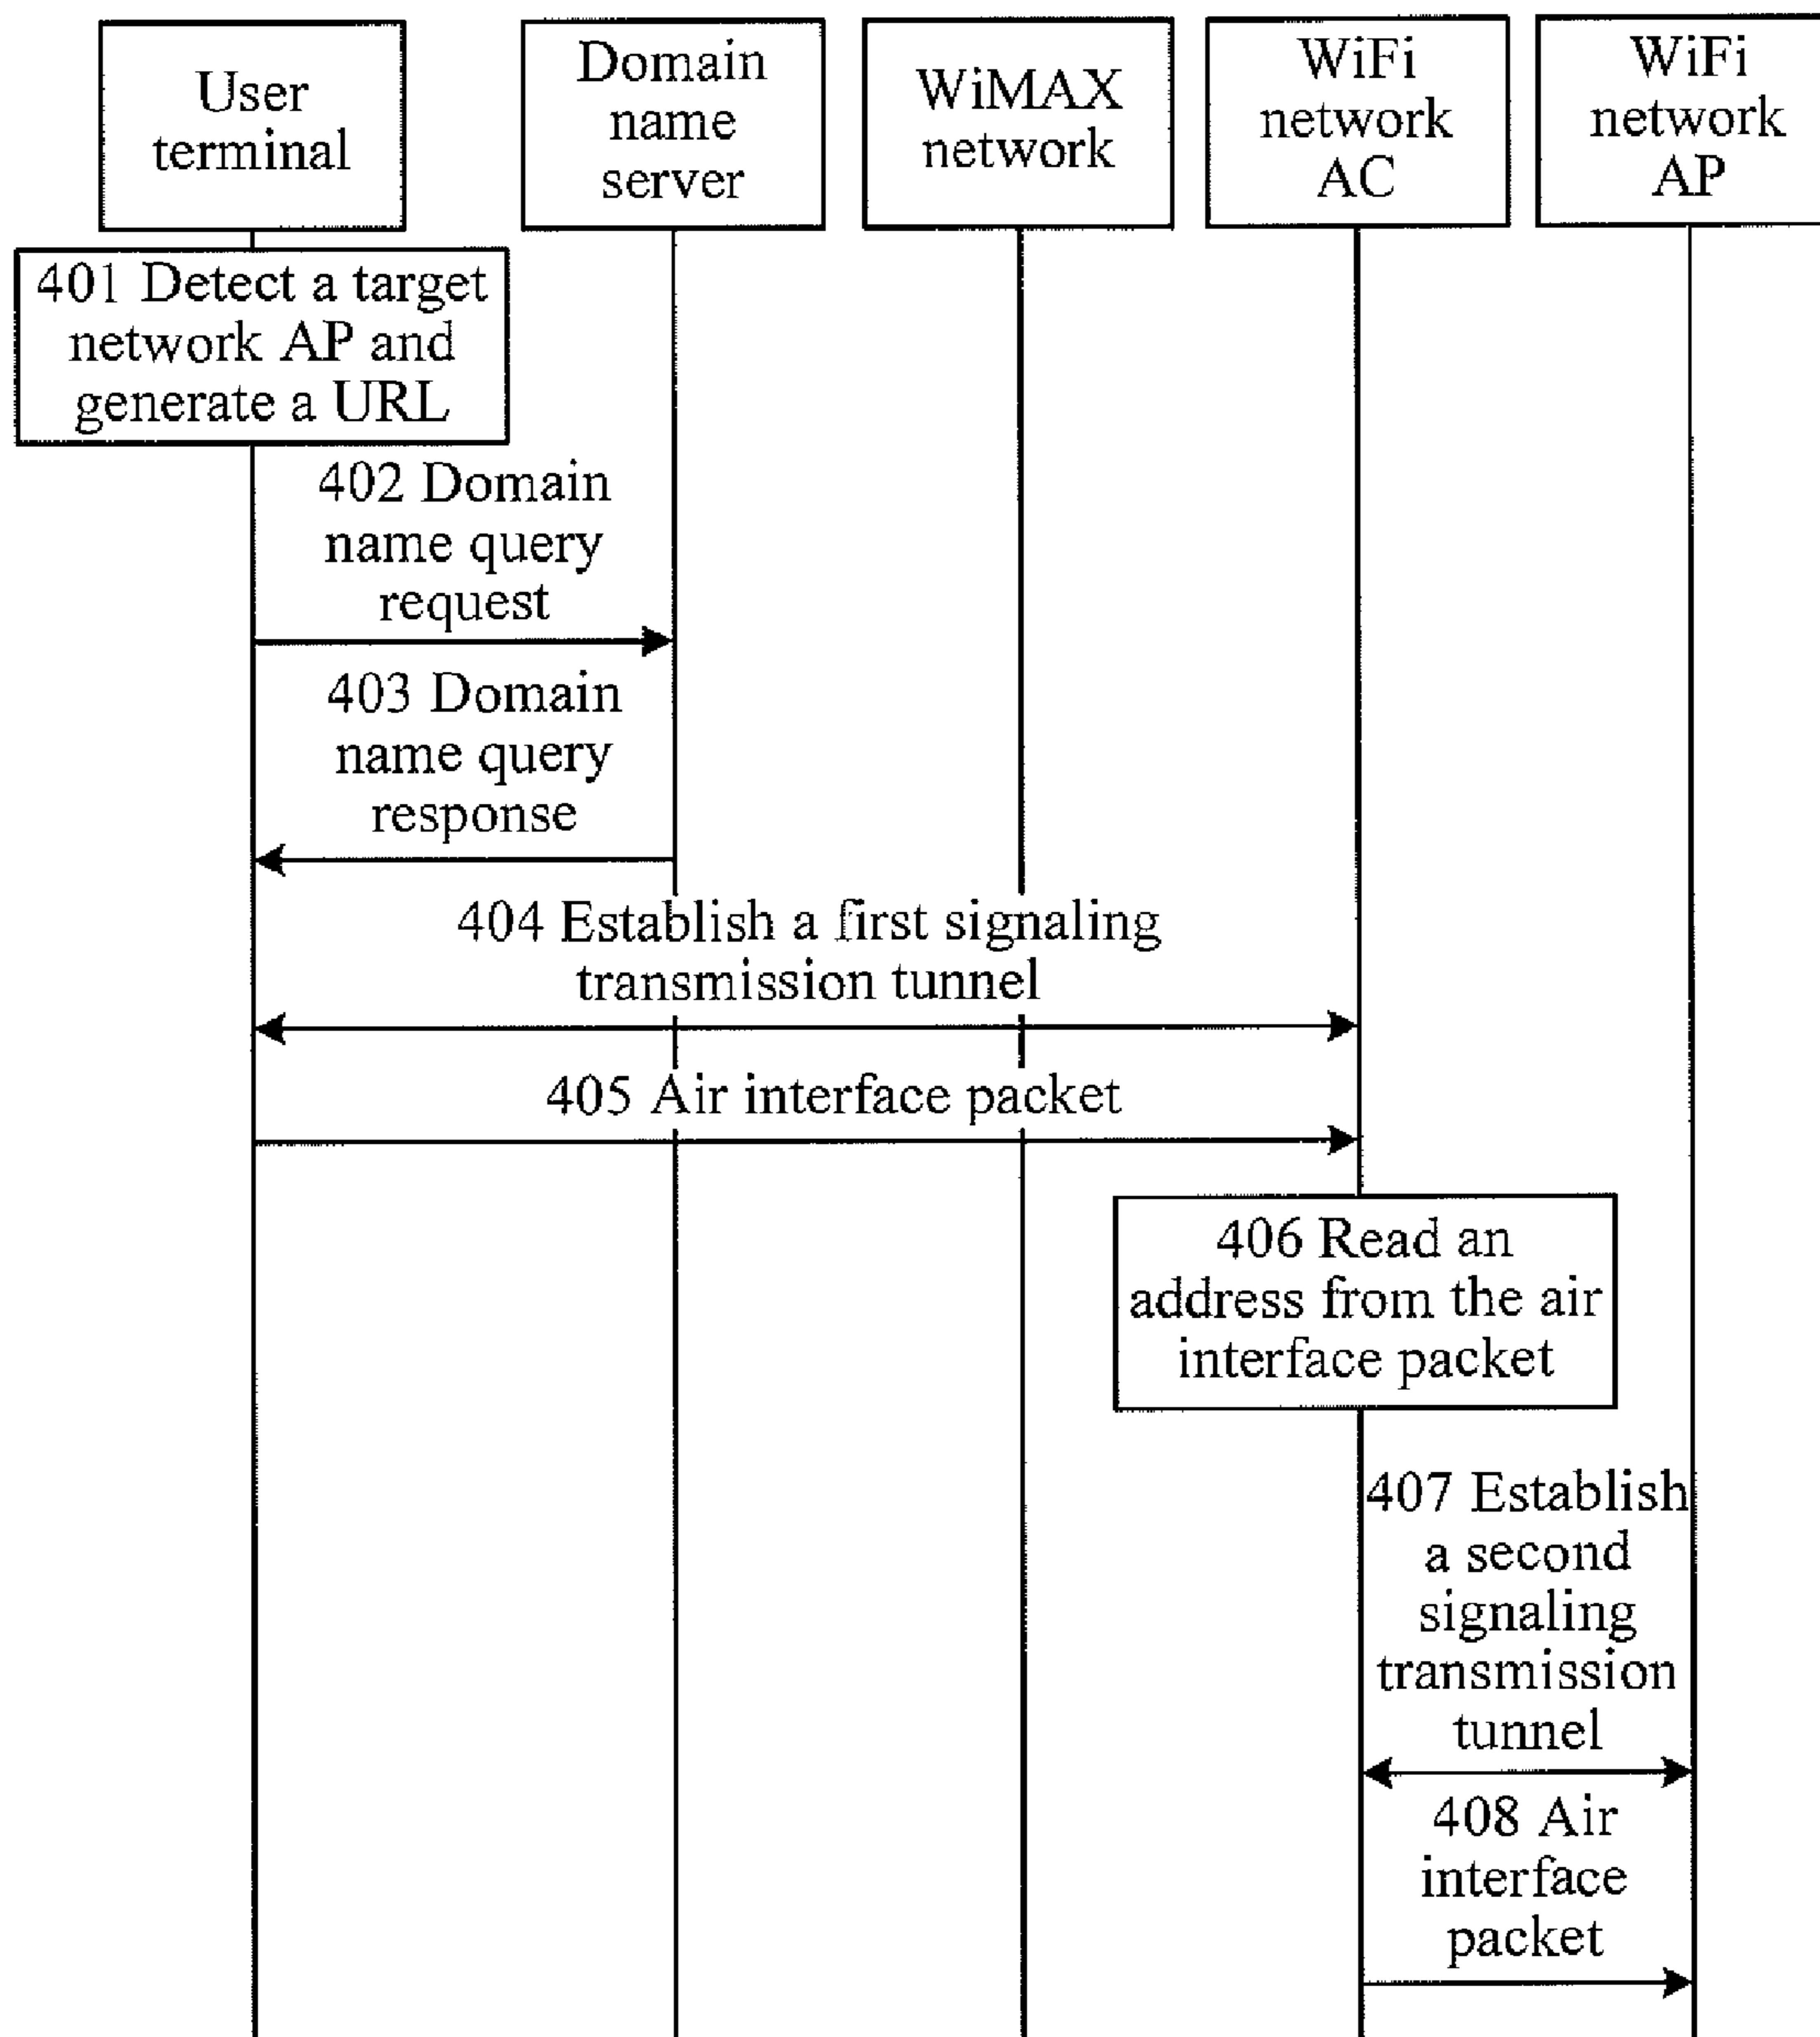 User
terminal
Domain
name
server
WiMAX
network
WiFi
network
AC
WiFi
network
AP
401 Detect a target
network AP and
generate a URL
402 Domain
name query
request
403 Domain
name query
response
404 Establish a first signaling
transmission tunnel
405 Air interface packet
406 Read an
address from the air
interface packet
407 Establish
a second
signaling
transmission
tunnel
408 Air
interface
packet